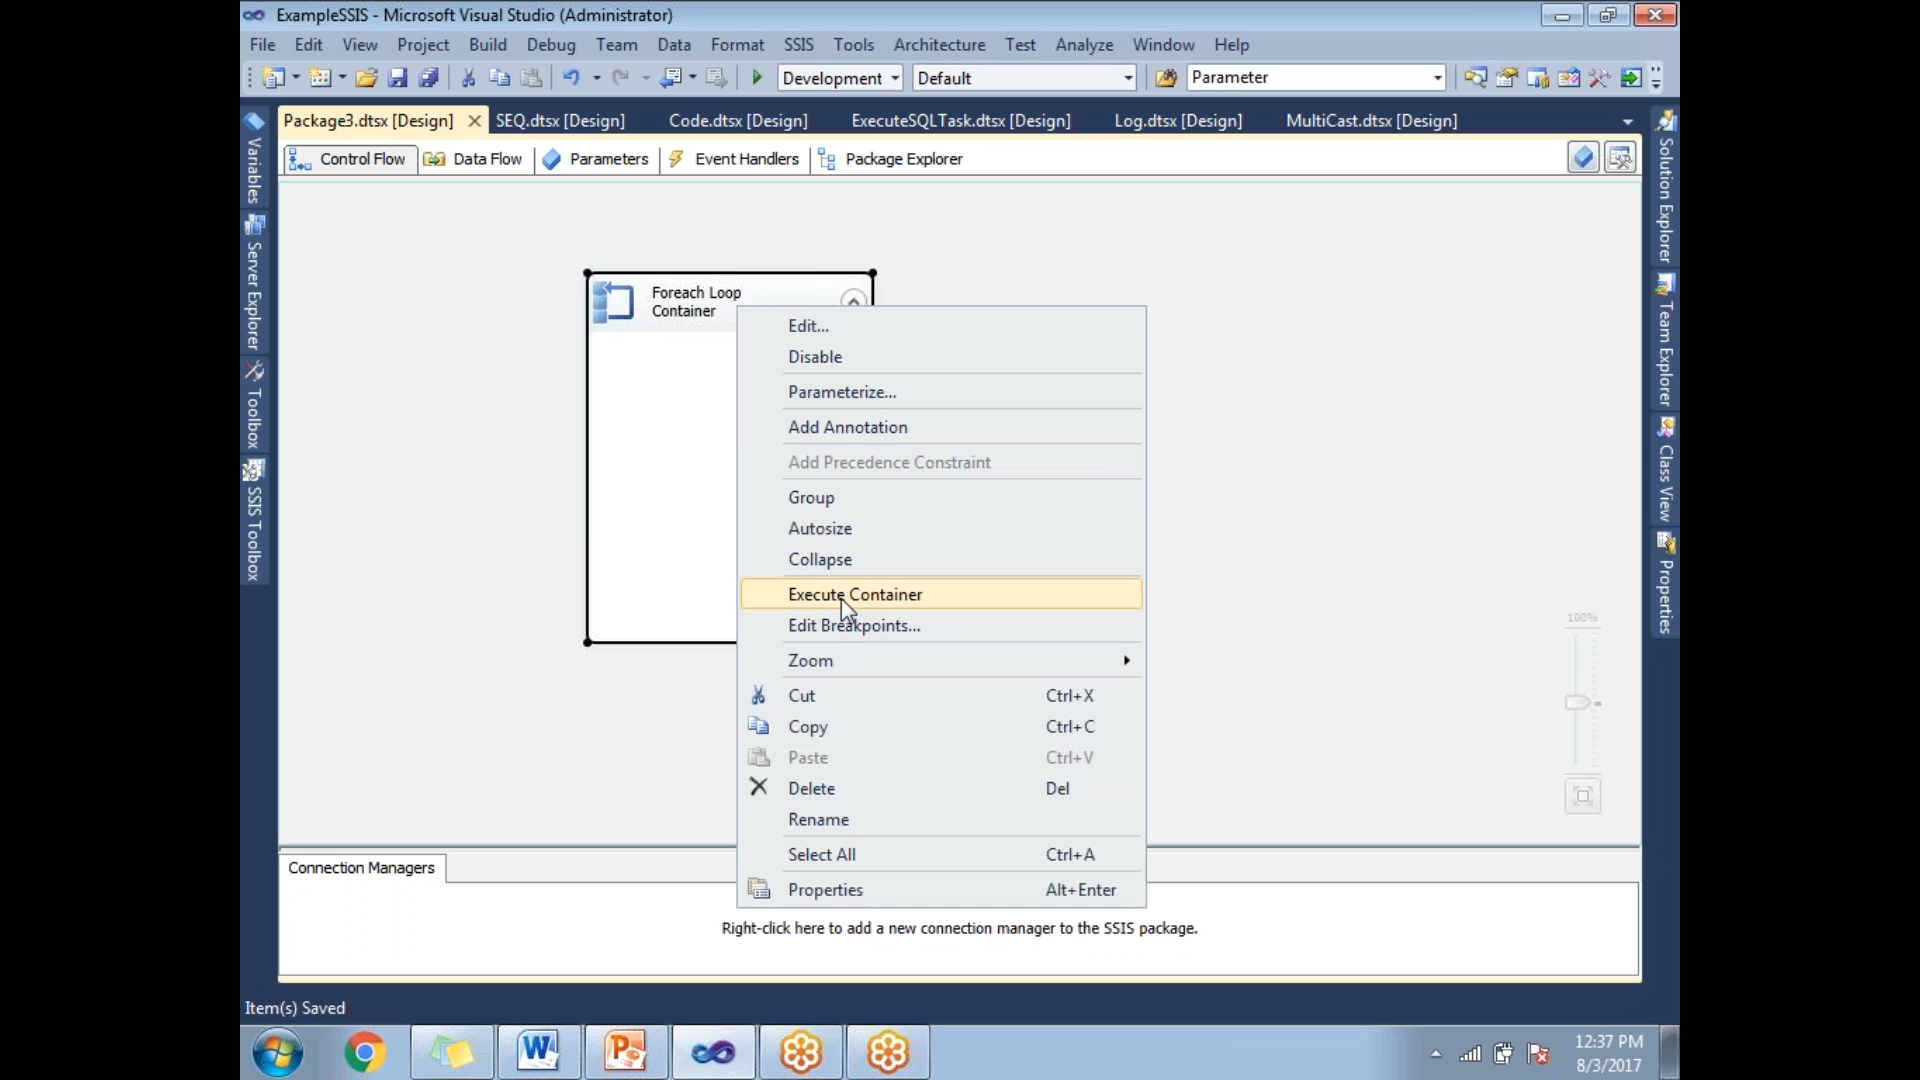 ExampleSSIS - Microsoft Visual Studio (Administrator)
File Edit View Project Build Debug Team Data Format SSIS Tools Architecture Test Analyze Window Help
Development Default Parameter
Package3.dtsx [Design] SEQ.dtsx [Design] Code.dtsx [Design] ExecuteSQLTask.dtsx [Design] Log.dtsx [Design] MultiCast.dtsx [Design]
Control Flow Data Flow Parameters Event Handlers Package Explorer
Variables
Server Explorer
Toolbox
SSIS Toolbox
Foreach Loop
Container
Edit...
Disable
Parameterize...
Add Annotation
Add Precedence Constraint
Group
Autosize
Collapse
Execute Container
Edit Breakpoints...
Zoom
Cut Ctrl+X
Copy Ctrl+C
Paste Ctrl+V
Delete Del
Rename
Select All Ctrl+A
Properties Alt+Enter
100%
Solution Explorer
Team Explorer
Class View
Properties
Connection Managers
Right-click here to add a new connection manager to the SSIS package.
Item(s) Saved
12:37 PM
8/3/2017